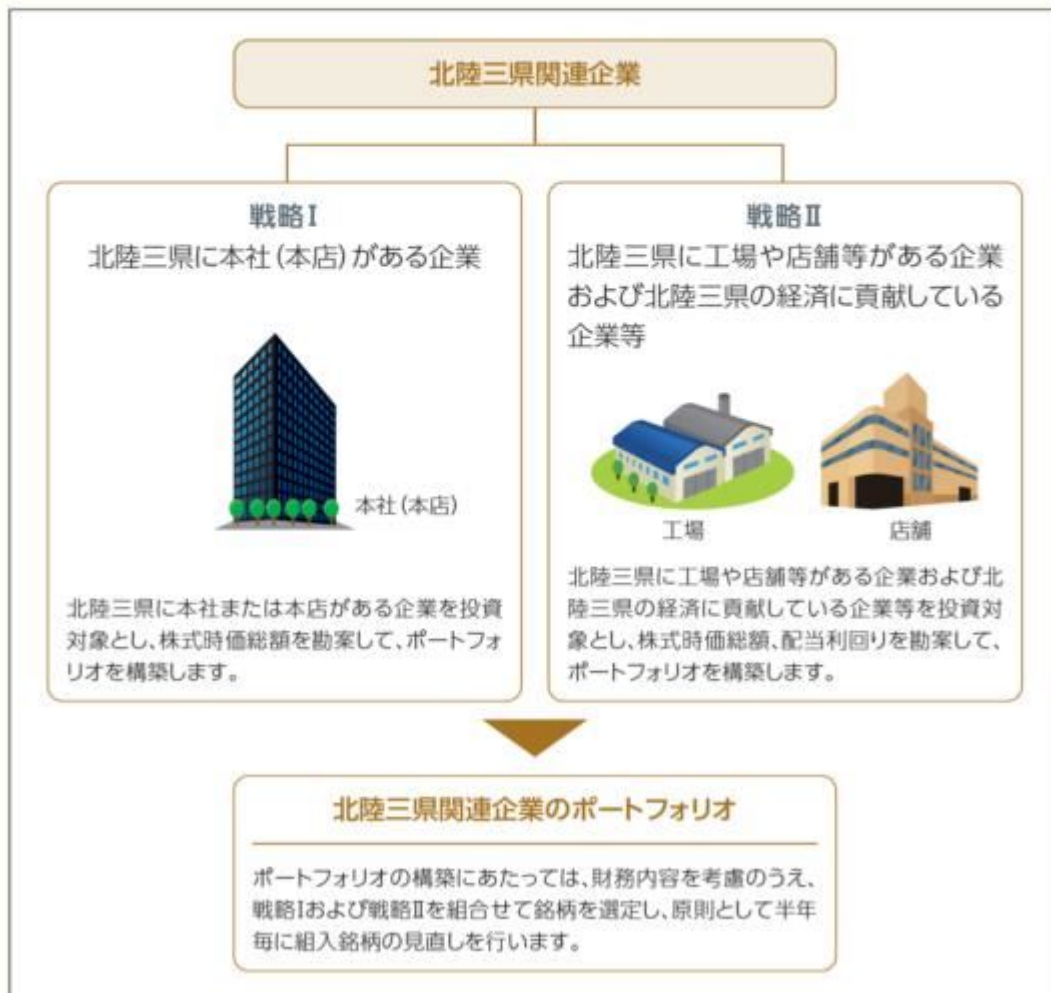 北陸三県関連企業
戦略Ⅰ
北陸三県に本社(本店)がある企業
本社(本店)
北陸三県に本社または本店がある企業を投資
対象とし、株式時価総額を勘案して、ポートフォ
リオを構築します。
戦略Ⅱ
北陸三県に工場や店舗等がある企業
および北陸三県の経済に貢献している
企業等
工場
店舗
北陸三県に工場や店舗等がある企業および北
陸三県の経済に貢献している企業等を投資対
象とし、株式時価総額、配当利回りを勘案して、
ポートフォリオを構築します。
北陸三県関連企業のポートフォリオ
ポートフォリオの構築にあたっては、財務内容を考慮のうえ、
戦略Ⅰおよび戦略Ⅱを組合せて銘柄を選定し、原則として半年
毎に組入銘柄の見直しを行います。